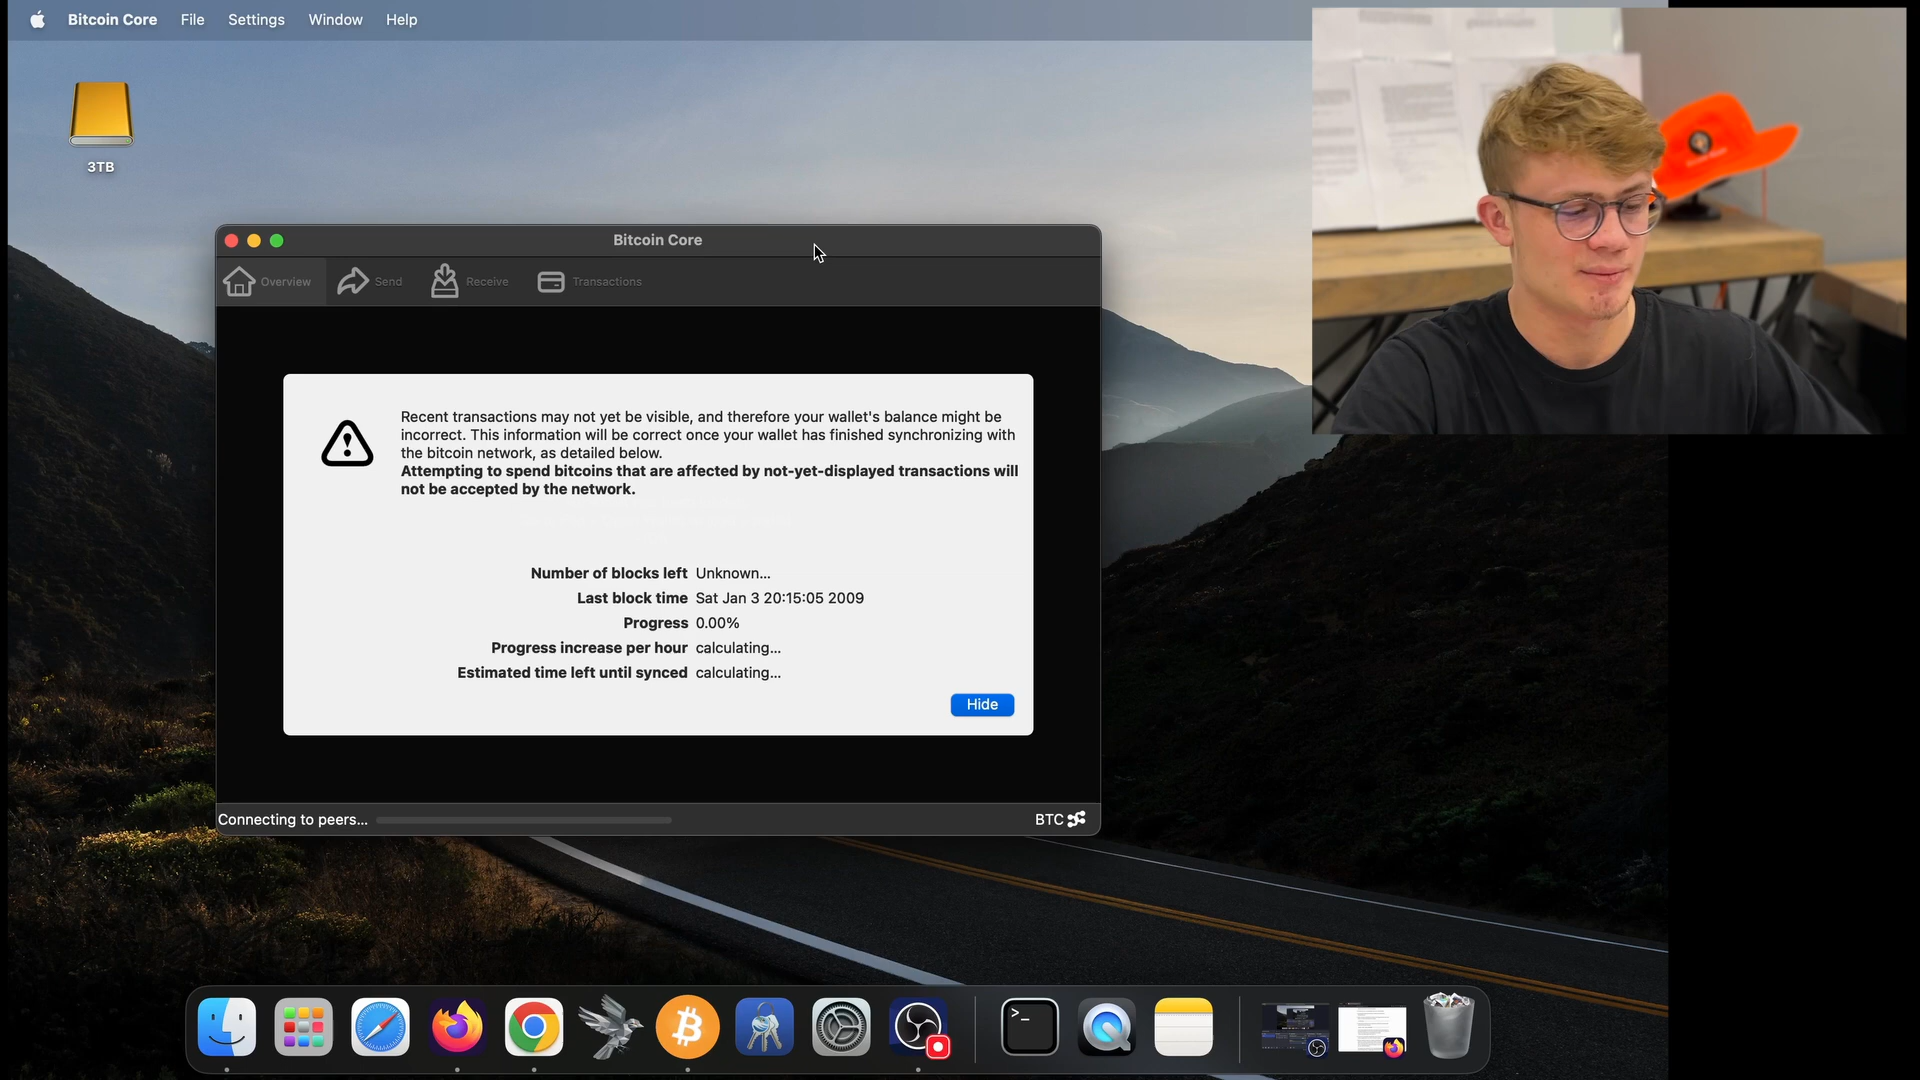 Bitcoin Core File Settings Window Help
3TB
Bitcoin Core
Overview Send Receive Transactions
Recent transactions may not yet be visible, and therefore your wallet's balance might be
incorrect. This information will be correct once your wallet has finished synchronizing with
the bitcoin network, as detailed below.
Attempting to spend bitcoins that are affected by not-yet-displayed transactions will
not be accepted by the network.
Number of blocks left Unknown...
Last block time Sat Jan 3 20:15:05 2009
Progress 0.00%
Progress increase per hour calculating...
Estimated time left until synced calculating...
Hide
Connecting to peers... BTC
>_